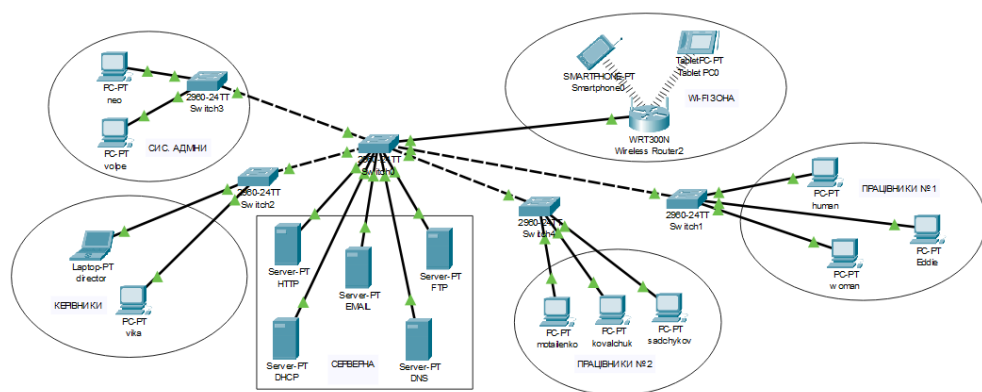 PC-PT
neo
2960-24TT
Switch3
PC-PT
volpe
СИС. АДМІНИ
SMARTPHONE-PT
Smartphone0
TabletPC-PT
Tablet PC0
WI-FI ЗОНА
WRT300N
Wireless Router2
2960-24TT
2960-24TT
Switch2
Laptop-PT
director
КЕРІВНИКИ
PC-PT
vika
Server-PT
HTTP
Server-PT
EMAIL
Server-PT
FTP
Server-PT
DHCP
СЕРВЕРНА
Server-PT
DNS
2960-24TT
Switch4
PC-PT
motailenko
PC-PT
kovalchuk
PC-PT
sadchykov
ПРАЦІВНИКИ №2
2960-24TT
Switch1
PC-PT
human
ПРАЦІВНИКИ №1
PC-PT
Eddie
PC-PT
woman